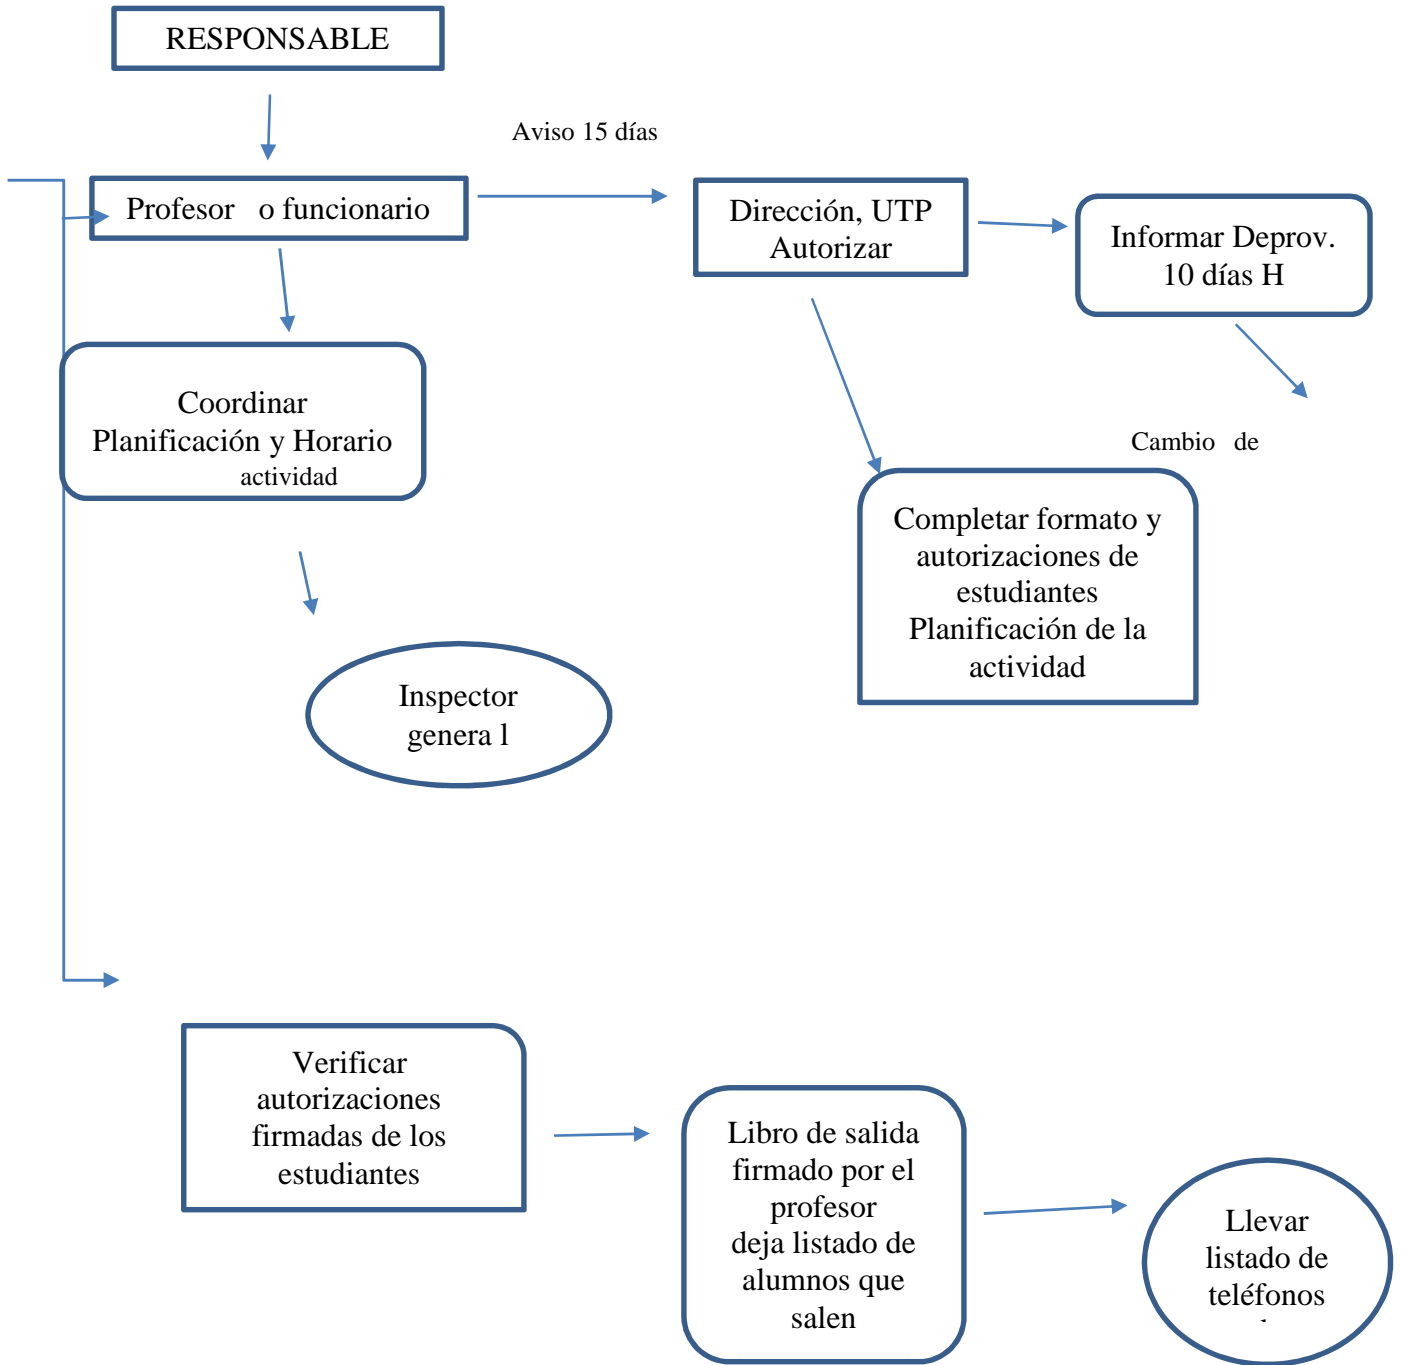 RESPONSABLE
Aviso 15 días
Profesor o funcionario
Dirección, UTP
Autorizar
Informar Deprov.
10 días H
Coordinar
Planificación y Horario
actividad
Cambio de
Completar formato y
autorizaciones de
estudiantes
Planificación de la
actividad
Inspector
genera l
Verificar
autorizaciones
firmadas de los
estudiantes
Libro de salida
firmado por el
profesor
deja listado de
alumnos que
salen
Llevar
listado de
teléfonos